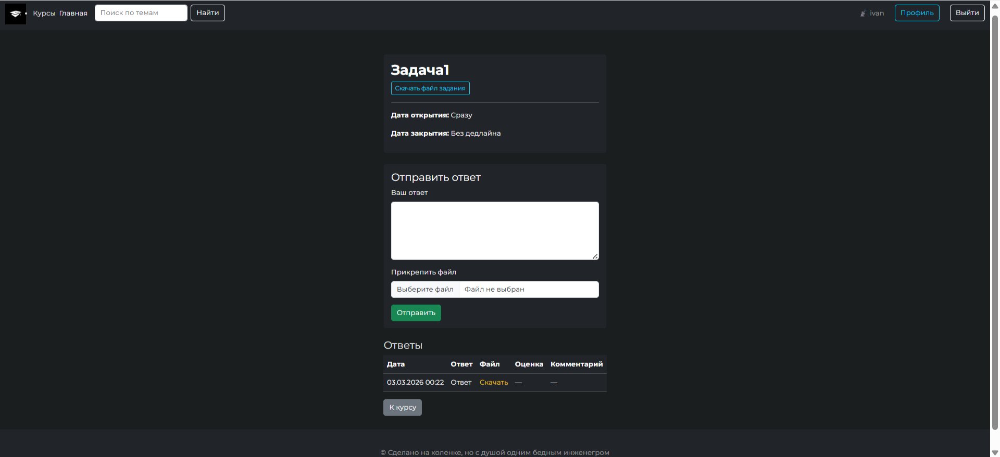 Курсы Главная Поиск по темам Найти ivan Профиль Выйти
Задача1
Скачать файл задания
Дата открытия: Сразу
Дата закрытия: Без дедлайна
Отправить ответ
Ваш ответ
Прикрепить файл
Выберите файл Файл не выбран
Отправить
Ответы
Дата Ответ Файл Оценка Комментарий
03.03.2026 00:22 Ответ Скачать — —
К курсу
© Сделано на коленке, но с душой одним бедным инженегром